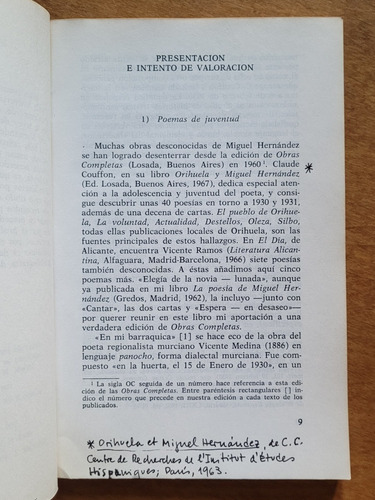 PRESENTACION
E INTENTO DE VALORACION
1) Poemas de juventud
Muchas obras desconocidas de Miguel Hernández
se han logrado desenterrar desde la edición de Obras
Completas (Losada, Buenos Aires) en 1960¹. Claude
Couffon, en su libro Orihuela y Miguel Hernández *
(Ed. Losada, Buenos Aires, 1967), dedica especial aten-
ción a la adolescencia y juventud del poeta, y con-
sigue descubrir unas 40 poesías en torno a 1930 y 1931,
además de una decena de cartas. El pueblo de Orihue-
la, La voluntad, Actualidad, Destellos, Oleza, Silbo,
todas ellas publicaciones locales de Orihuela, son las
fuentes principales de estos hallazgos. En El Día, de
Alicante, encuentra Vicente Ramos (Literatura Alican-
tina, Alfaguara, Madrid-Barcelona, 1966) siete poesías
también desconocidas. A éstas añadimos aquí cinco
poemas más. «Elegía de la novia — lunada», aunque
ya publicada en mi libro La poesía de Miguel Her-
nández (Gredos, Madrid, 1962), la incluyo —junto con
«Cantar», las dos cartas y «Espera — en desaseo»—
por querer reunir en este libro mi aportación a una
verdadera edición de Obras Completas.
«En mi barraquica» [1] se hace eco de la obra del
poeta regionalista murciano Vicente Medina (1886) en
lenguaje panocho, forma dialectal murciana. Fue com-
puesto «en la huerta, el 15 de Enero de 1930», en un
¹ La sigla OC seguida de un número hace referencia a esta edi-
ción de las Obras Completas. Entre paréntesis rectangulares [ ] in-
dico el número que precede en nuestra edición a cada texto de los
publicados.
9
* Orihuela et Miguel Hernández, de C.C.
Centre de Recherches de l'Institut d'Études
Hispaniques; París, 1963.